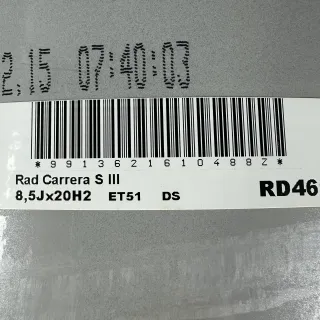 2,15 07:40:03
*99136216104882*
Rad Carrera S III
8,5Jx20H2 ET51 DS
RD46